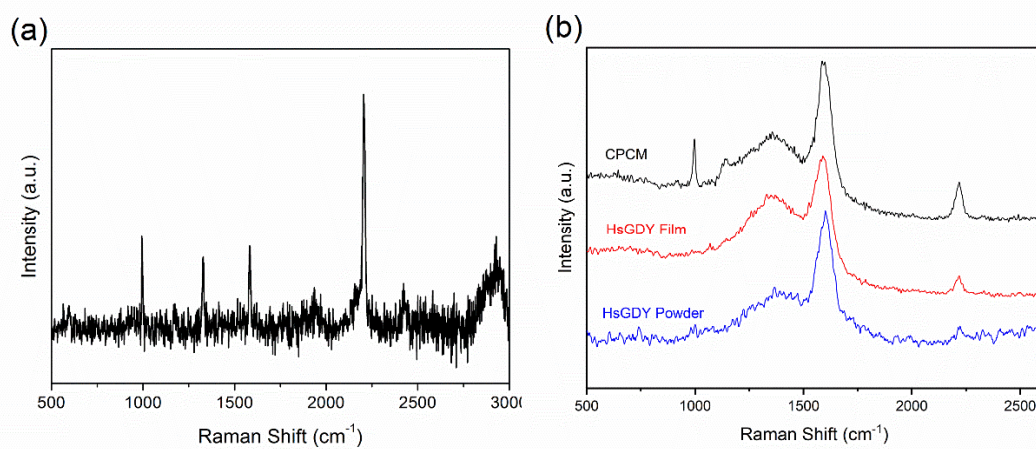 (a)
Intensity (a.u.)
500 1000 1500 2000 2500 3000
Raman Shift (cm-1)
(b)
Intensity (a.u.)
CPCM
HsGDY Film
HsGDY Powder
500 1000 1500 2000 2500
Raman Shift (cm-1)